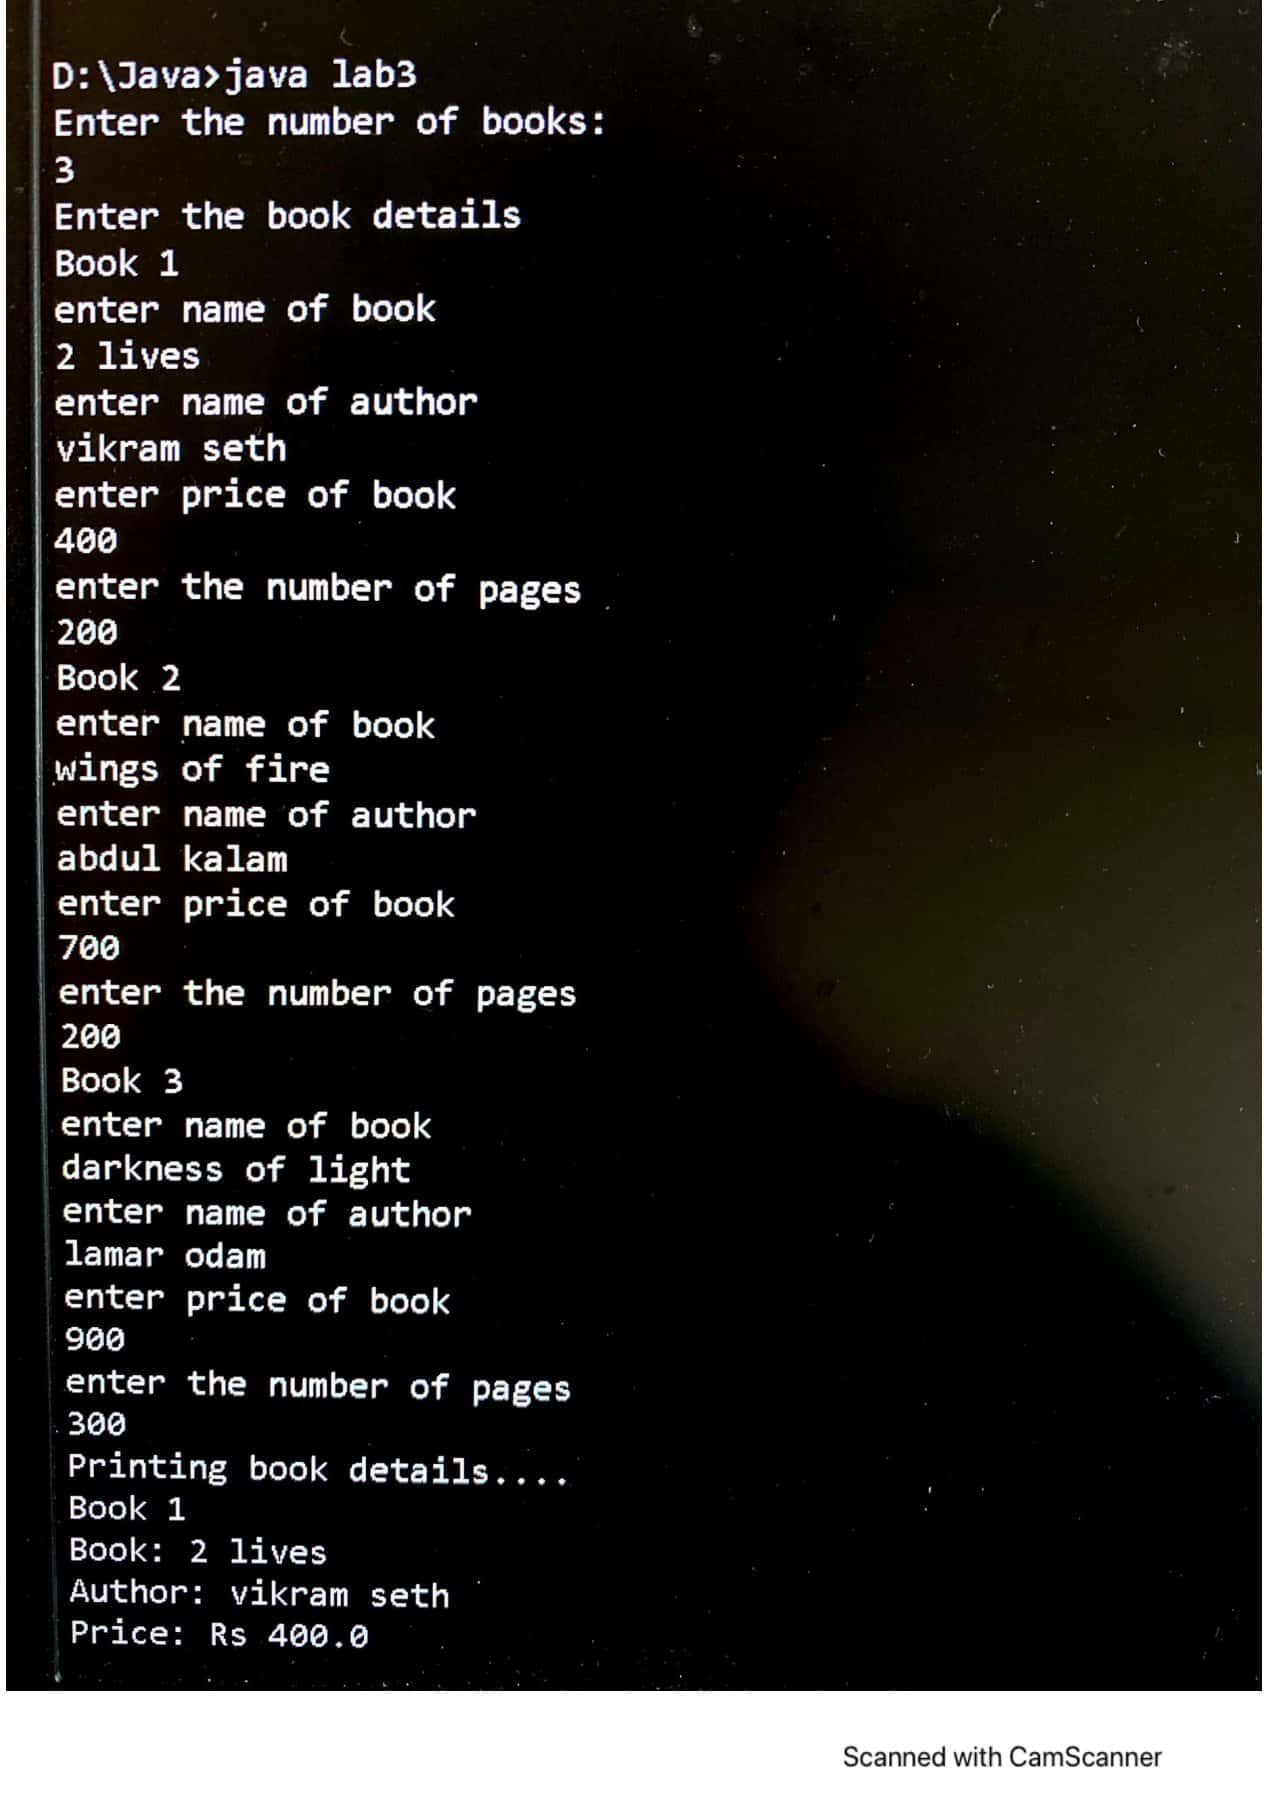 D:\Java>java lab3
Enter the number of books:
3
Enter the book details
Book 1
enter name of book
2 lives
enter name of author
vikram seth
enter price of book
400
enter the number of pages
200
Book 2
enter name of book
wings of fire
enter name of author
abdul kalam
enter price of book
700
enter the number of pages
200
Book 3
enter name of book
darkness of light
enter name of author
lamar odam
enter price of book
900
enter the number of pages
300
Printing book details....
Book 1
Book: 2 lives
Author: vikram seth
Price: Rs 400.0
Scanned with CamScanner